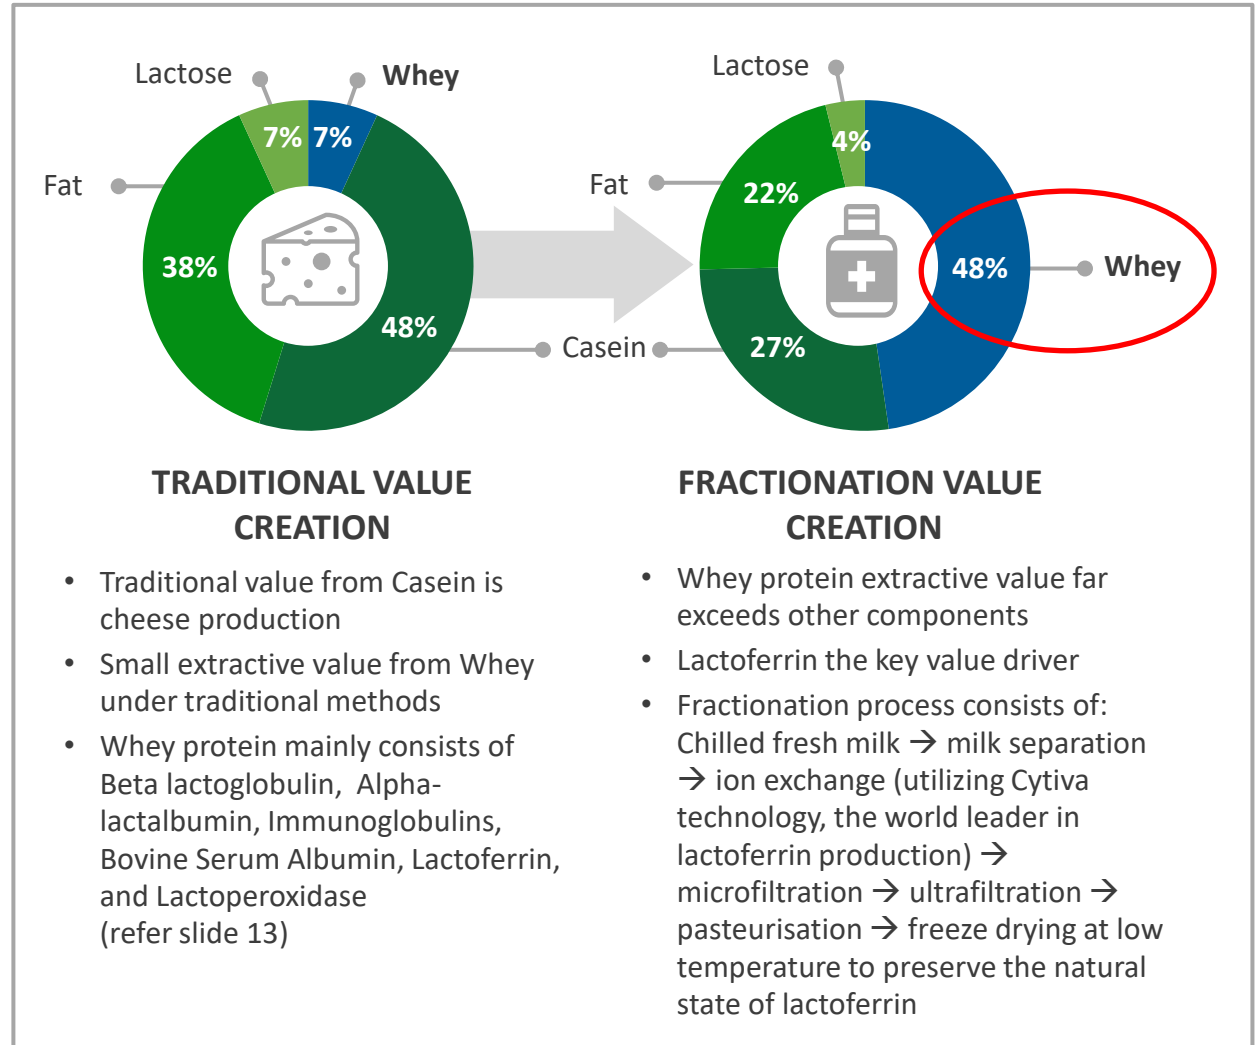 Lactose
Whey
7%
7%
Fat
38%
48%
Casein
Lactose
4%
Fat
22%
48%
Whey
27%
TRADITIONAL VALUE
CREATION
• Traditional value from Casein is
cheese production
• Small extractive value from Whey
under traditional methods
• Whey protein mainly consists of
Beta lactoglobulin, Alpha-
lactalbumin, Immunoglobulins,
Bovine Serum Albumin, Lactoferrin,
and Lactoperoxidase
(refer slide 13)
FRACTIONATION VALUE
CREATION
• Whey protein extractive value far
exceeds other components
• Lactoferrin the key value driver
• Fractionation process consists of:
Chilled fresh milk → milk separation
→ ion exchange (utilizing Cytiva
technology, the world leader in
lactoferrin production) →
microfiltration → ultrafiltration →
pasteurisation → freeze drying at low
temperature to preserve the natural
state of lactoferrin